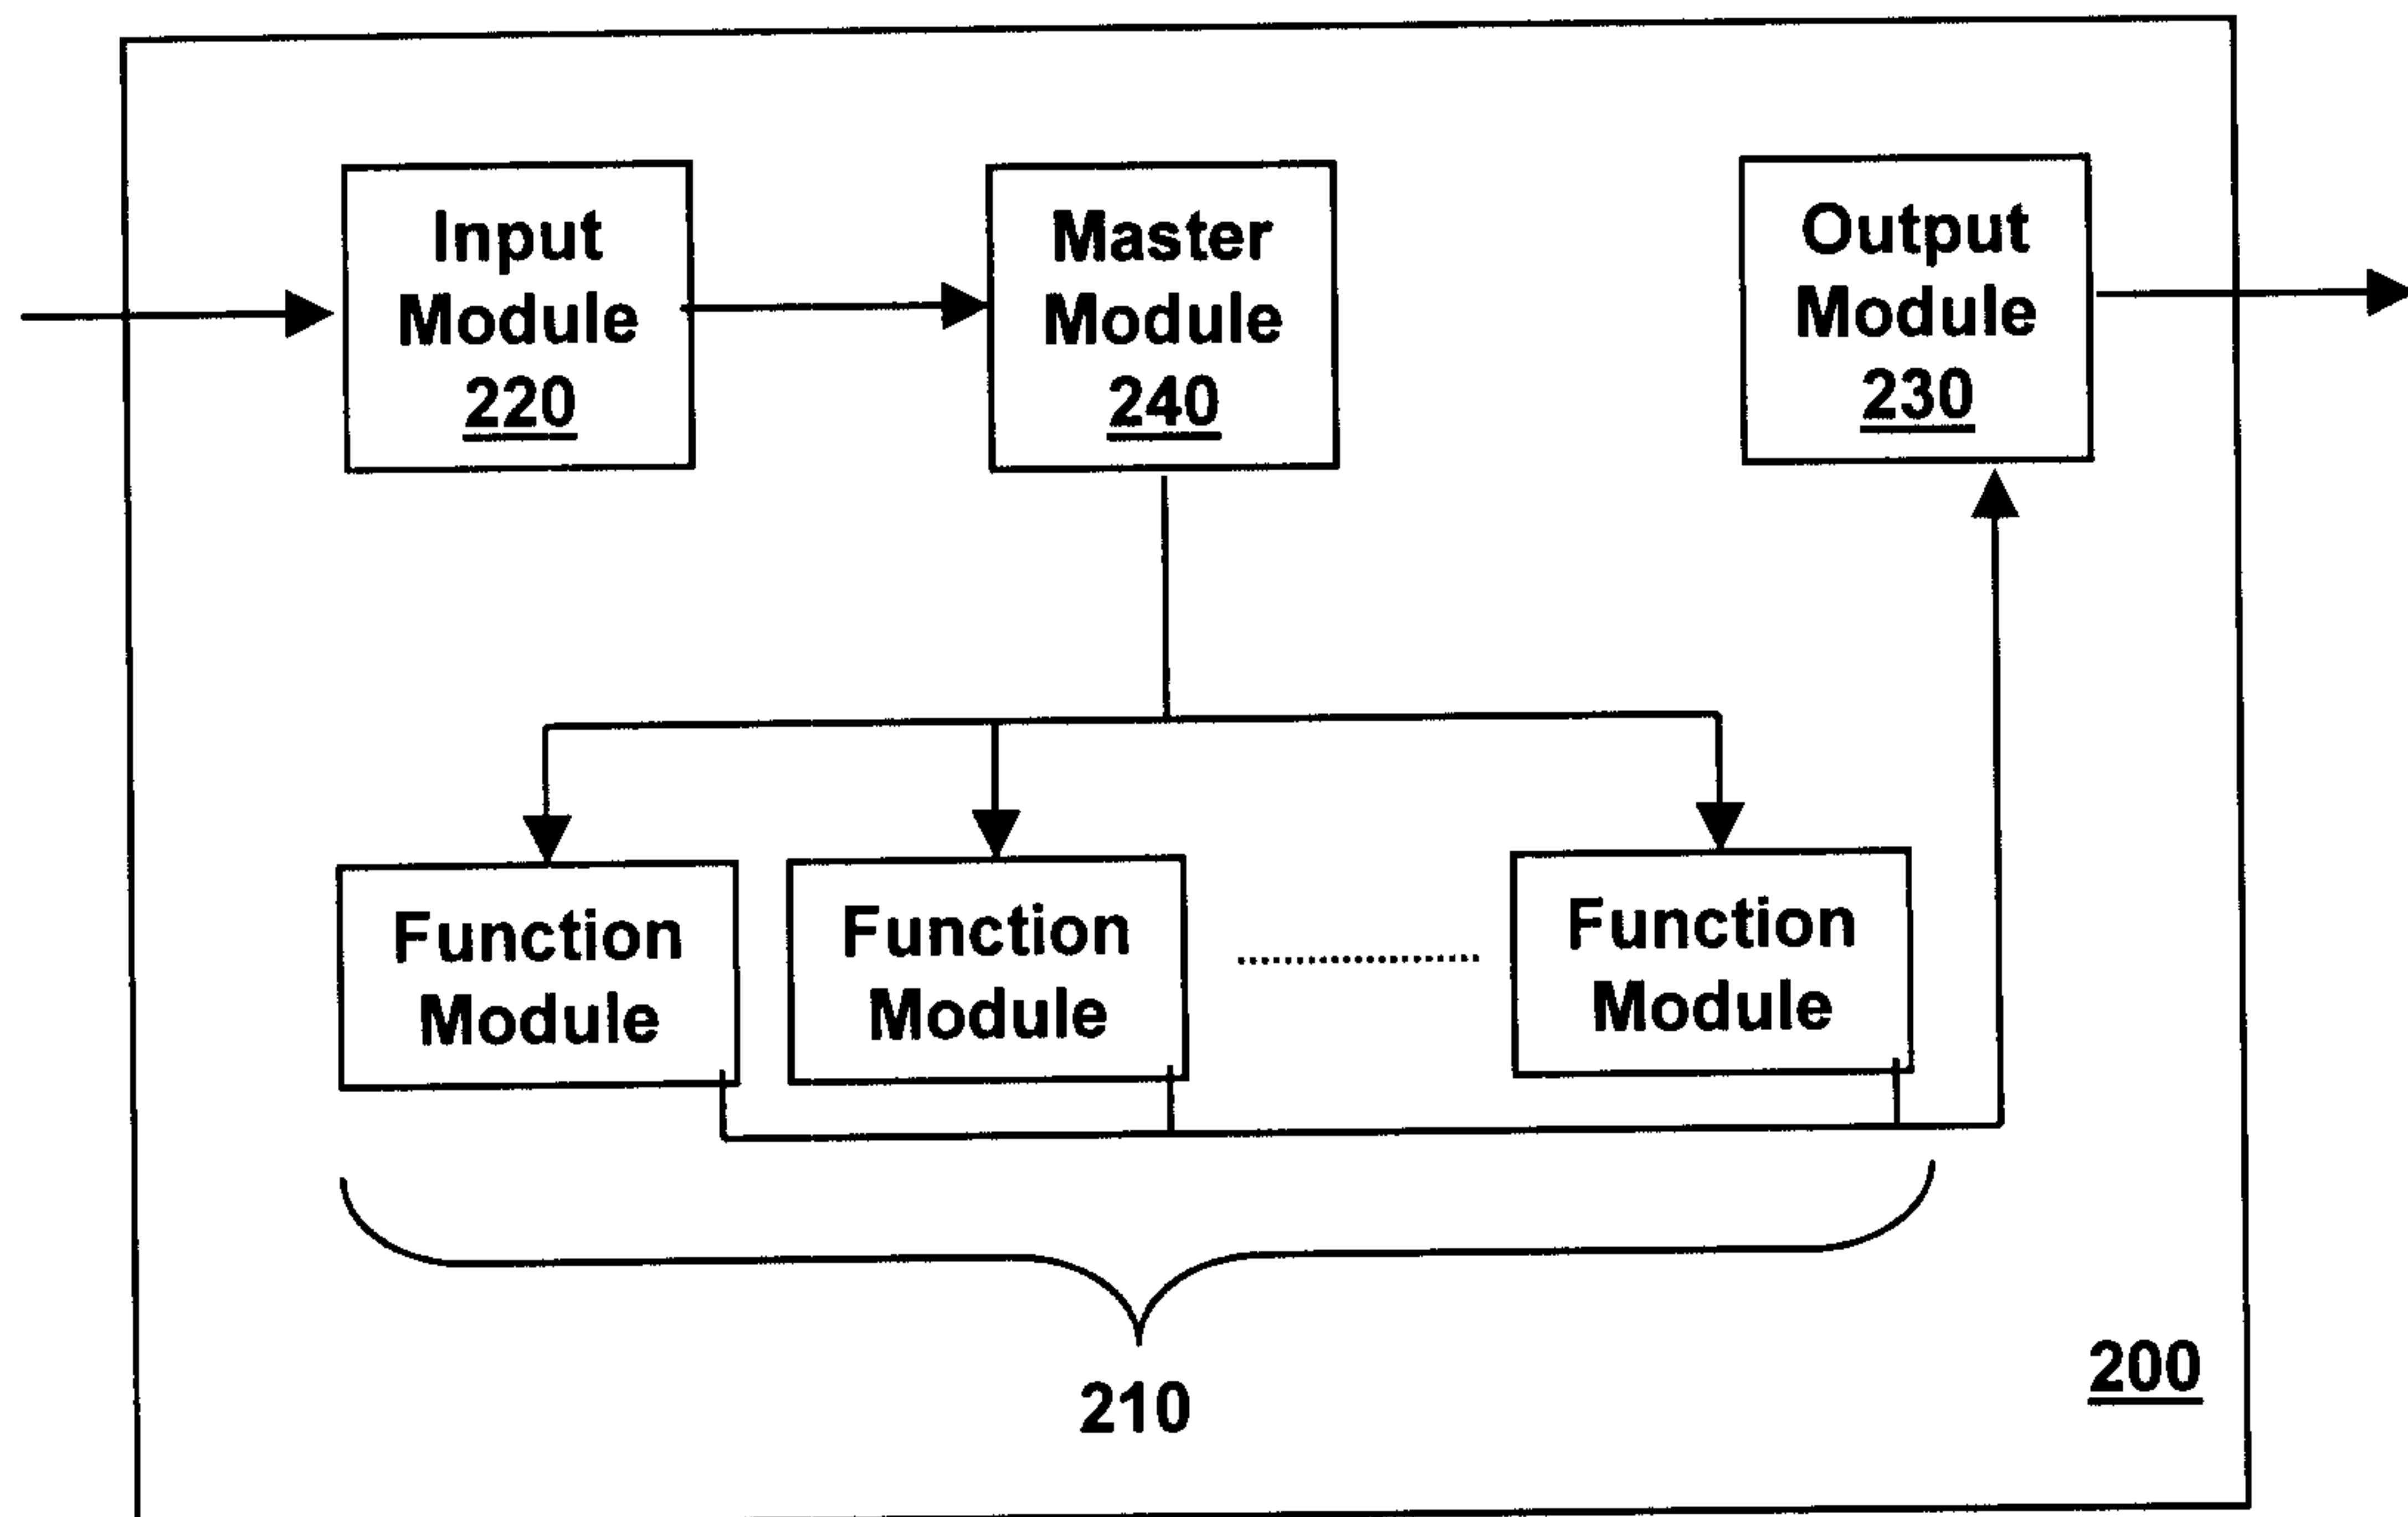 Input
Module
220
Master
Module
240
Output
Module
230
Function
Module
Function
Module
Function
Module
210
200